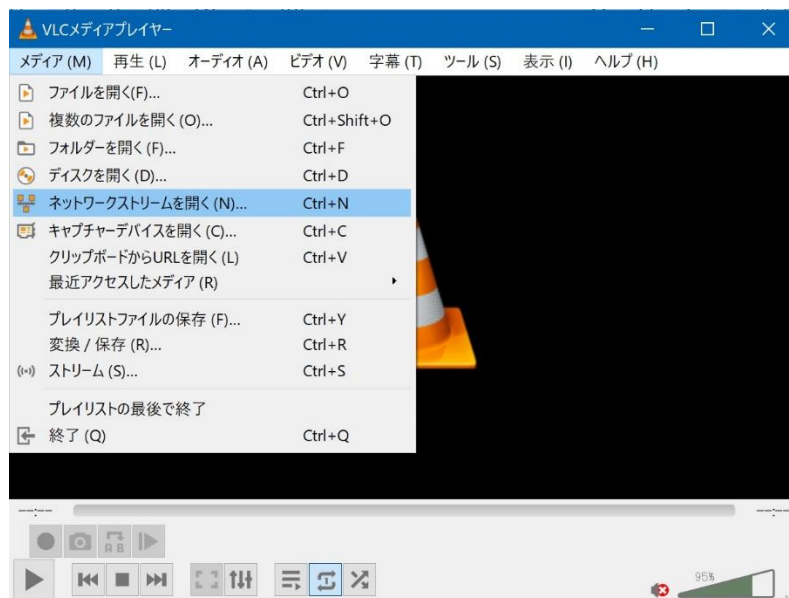 VLCメディアプレイヤー
メディア (M) 再生 (L) オーディオ (A) ビデオ (V) 字幕 (T) ツール (S) 表示 (I) ヘルプ (H)
ファイルを開く(F)... Ctrl+O
複数のファイルを開く (O)... Ctrl+Shift+O
フォルダーを開く (F)... Ctrl+F
ディスクを開く (D)... Ctrl+D
ネットワークストリームを開く (N)... Ctrl+N
キャプチャーデバイスを開く (C)... Ctrl+C
クリップボードからURLを開く (L) Ctrl+V
最近アクセスしたメディア (R)
プレイリストファイルの保存 (F)... Ctrl+Y
変換 / 保存 (R)... Ctrl+R
ストリーム (S)... Ctrl+S
プレイリストの最後で終了
終了 (Q) Ctrl+Q
--:-- --:--
A B
95%